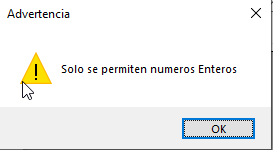 Advertencia
Solo se permiten numeros Enteros
OK